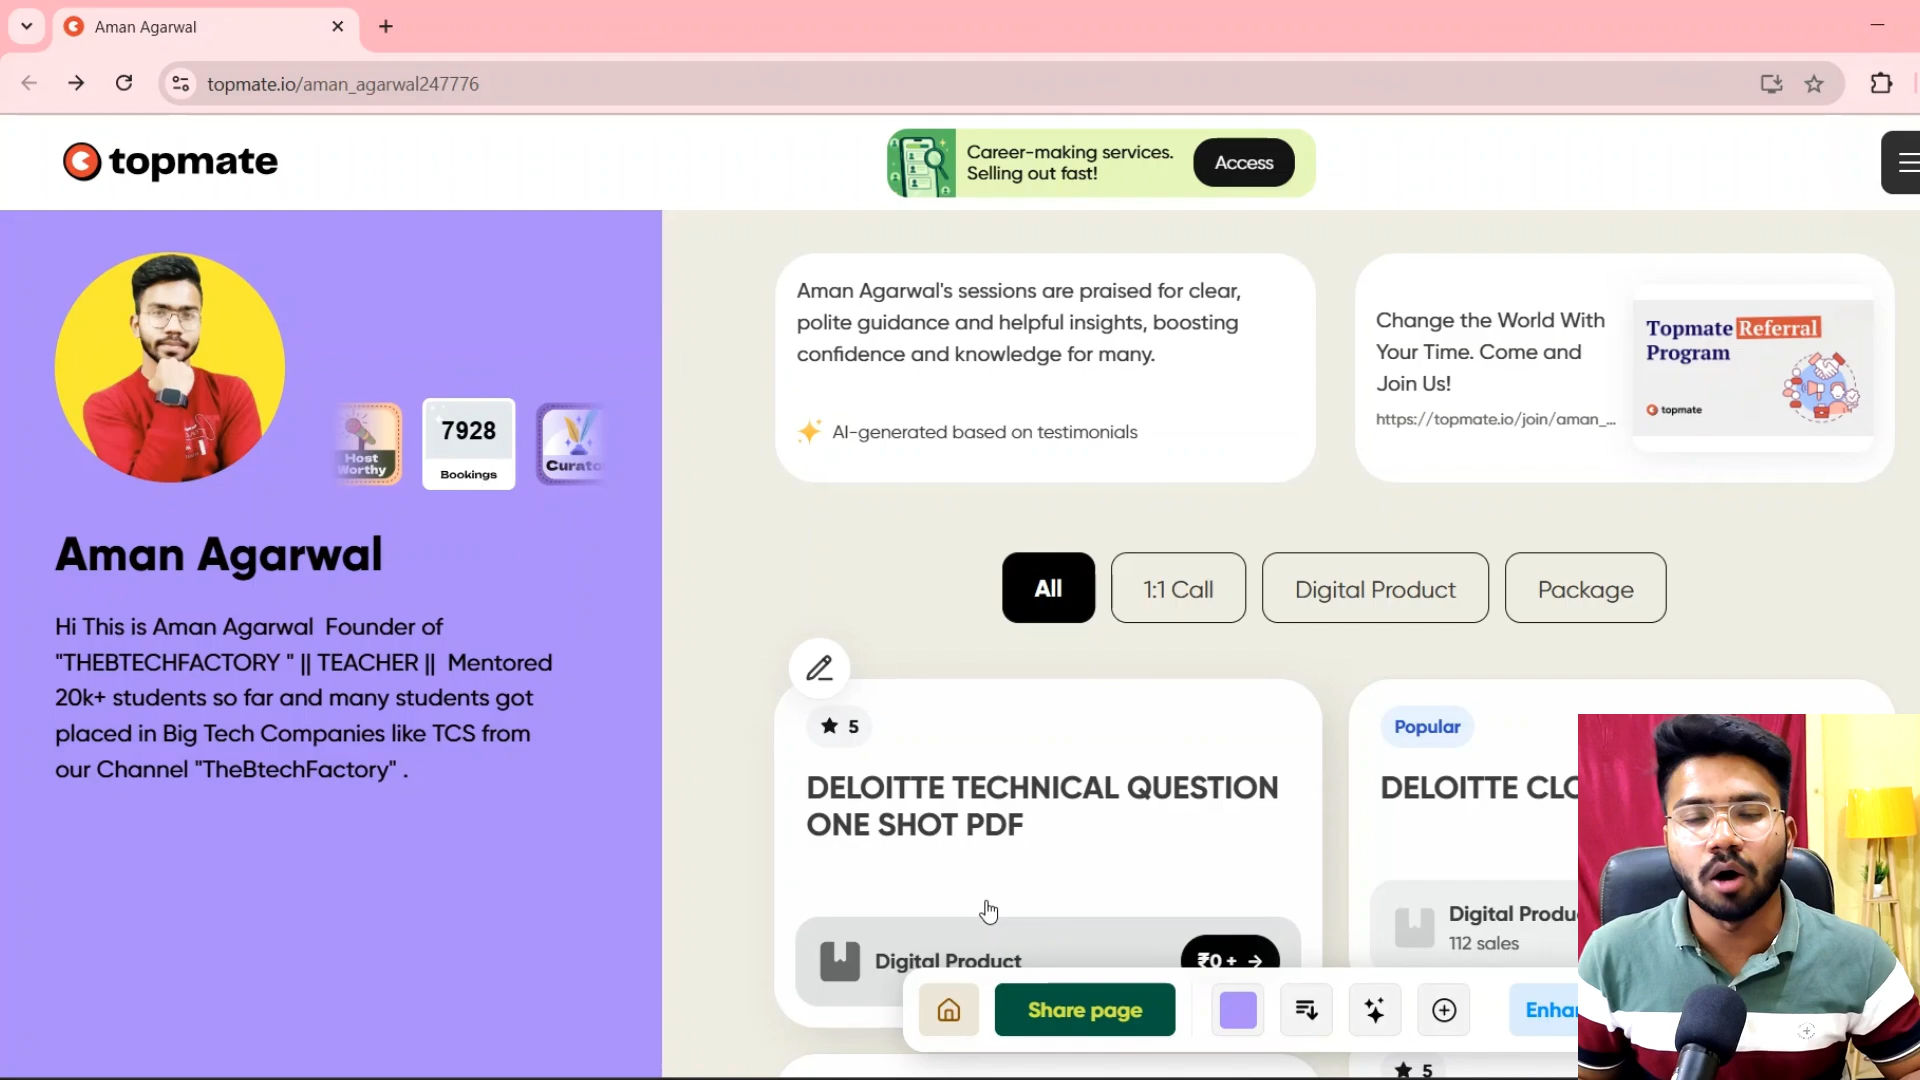 Aman Agarwal
topmate.io/aman_agarwal247776
topmate
Career-making services.
Selling out fast!
Access
Host
Worthy
7928
Bookings
Curato
Aman Agarwal
Hi This is Aman Agarwal Founder of
"THEBTECHFACTORY " || TEACHER || Mentored
20k+ students so far and many students got
placed in Big Tech Companies like TCS from
our Channel "TheBtechFactory" .
Aman Agarwal's sessions are praised for clear,
polite guidance and helpful insights, boosting
confidence and knowledge for many.
AI-generated based on testimonials
Change the World With
Your Time. Come and
Join Us!
https://topmate.io/join/aman_...
Topmate Referral
Program
topmate
All
1:1 Call
Digital Product
Package
5
DELOITTE TECHNICAL QUESTION
ONE SHOT PDF
Digital Product
₹0+
Popular
DELOITTE CLO
Digital Produ
112 sales
Share page
Enhan
5